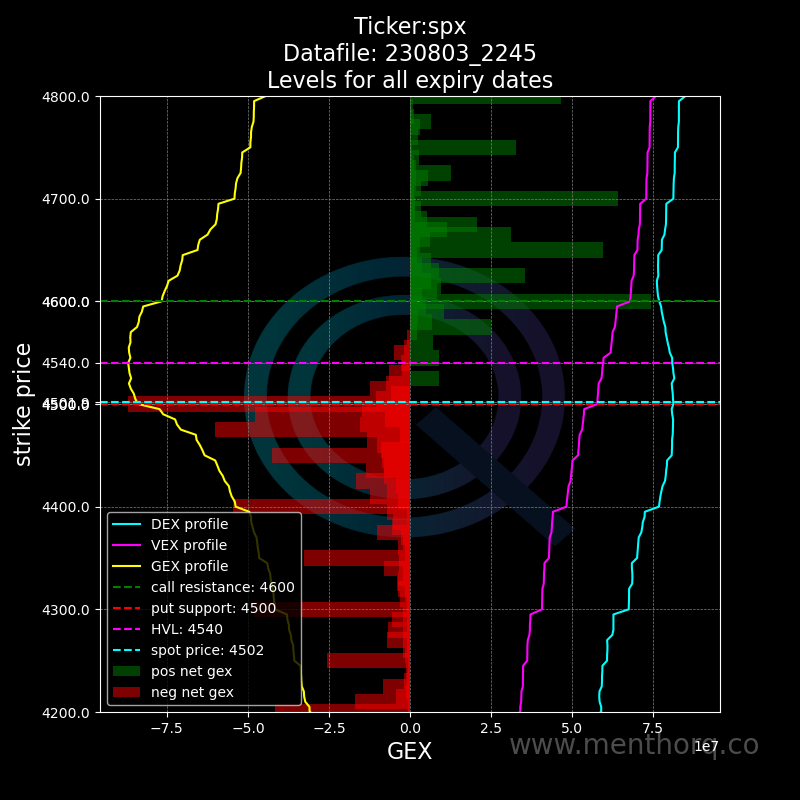 Ticker:spx
Datafile: 230803_2245
Levels for all expiry dates
4800.0
4700.0
4600.0
4540.0
4500.0
4400.0
4300.0
4200.0
strike price
DEX profile
VEX profile
GEX profile
call resistance: 4600
put support: 4500
HVL: 4540
spot price: 4502
pos net gex
neg net gex
−7.5 −5.0 −2.5 0.0 2.5 5.0 7.5
1e7
GEX
www.menthorq.co